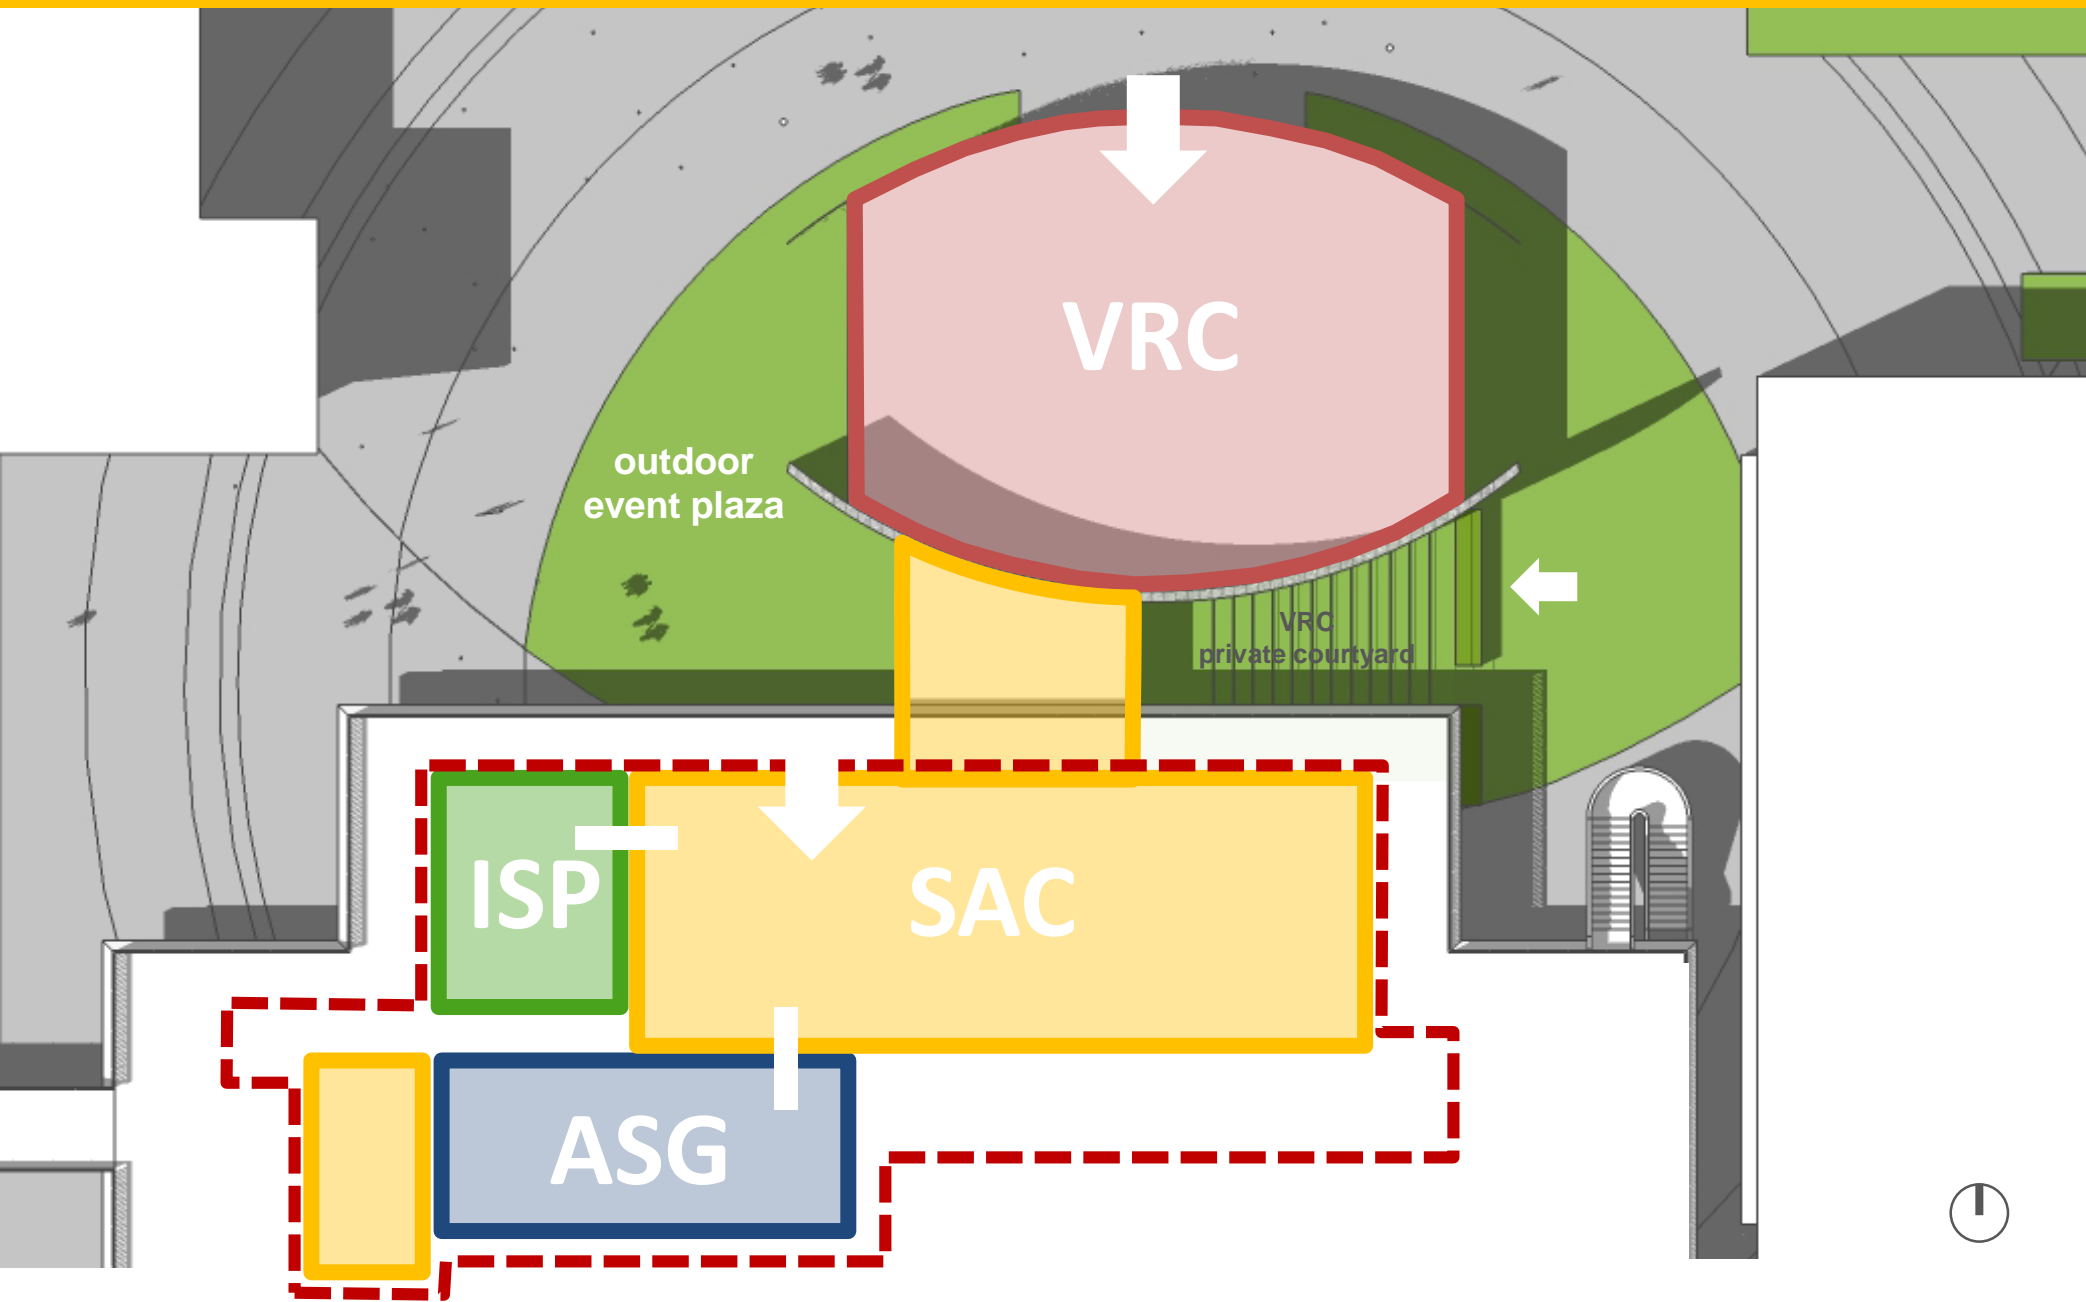 VRC
outdoor
event plaza
VRC
private courtyard
ISP
SAC
ASG